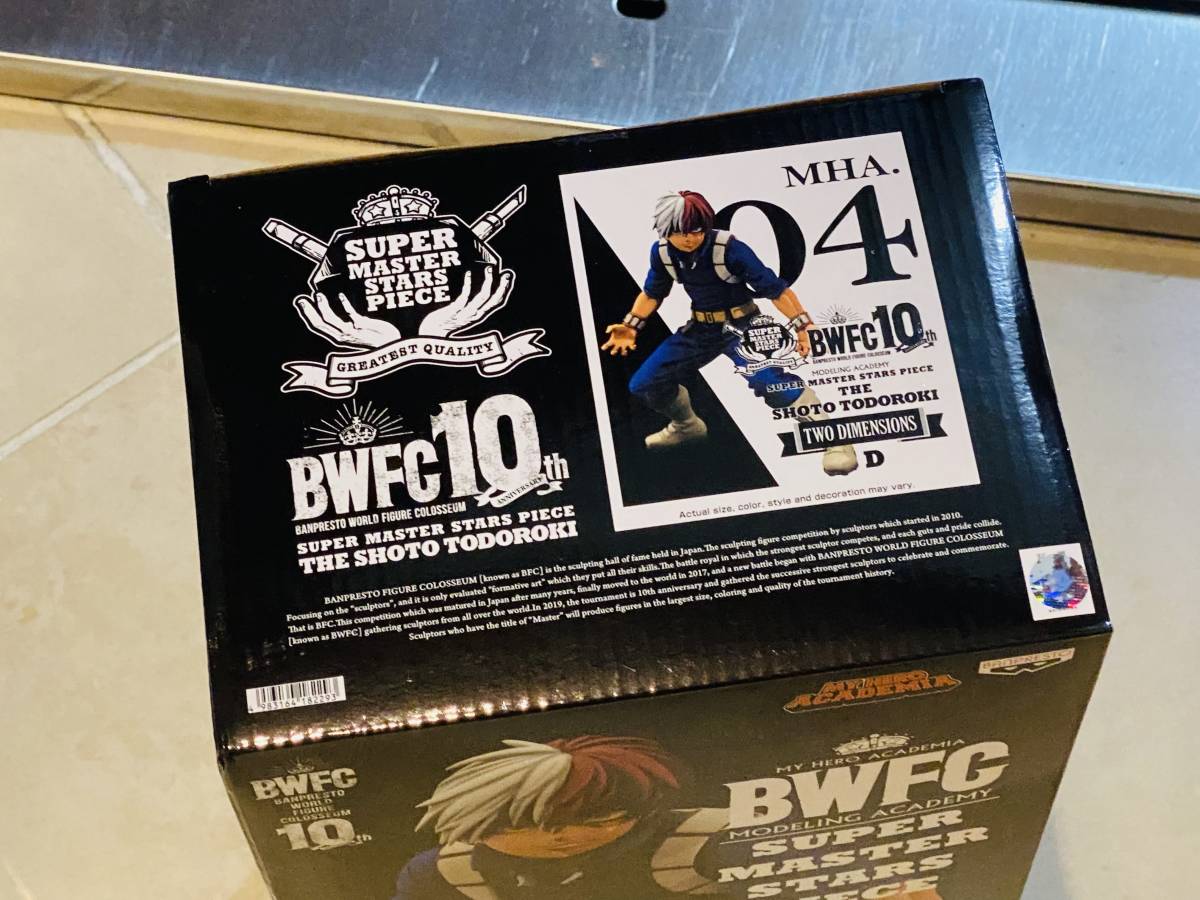 SUPER
MASTER
STARS
PIECE
GREATEST QUALITY
BWFC10th
ANNIVERSARY
BANPRESTO WORLD FIGURE COLOSSEUM
SUPER MASTER STARS PIECE
THE SHOTO TODOROKI
MHA.
04
SUPER
MASTER
STARS
PIECE
GREATEST QUALITY
BWFC10th
BANPRESTO WORLD FIGURE COLOSSEUM
MODELING ACADEMY
SUPER MASTER STARS PIECE
THE
SHOTO TODOROKI
TWO DIMENSIONS
D
Actual size, color, style and decoration may vary.
BANPRESTO FIGURE COLOSSEUM [known as BFC] is the sculpting hall of fame held in Japan.The sculpting figure competition by sculptors which started in 2010.
Focusing on the "sculptors", and it is only evaluated "formative art" which they put all their skills.The battle royal in which the strongest sculptor competes, and each guts and pride collide.
That is BFC.This competition which was matured in Japan after many years, finally moved to the world in 2017, and a new battle began with BANPRESTO WORLD FIGURE COLOSSEUM
[known as BWFC] gathering sculptors from all over the world.In 2019, the tournament is 10th anniversary and gathered the successive strongest sculptors to celebrate and commemorate.
Sculptors who have the title of "Master" will produce figures in the largest size, coloring and quality of the tournament history.
4 983164 182293
MY HERO
ACADEMIA
BANPRESTO
BWFC
BANPRESTO
WORLD
FIGURE
COLOSSEUM
10th
MY HERO ACADEMIA
BWFC
MODELING ACADEMY
SUPER
MASTER
STARS
PIECE